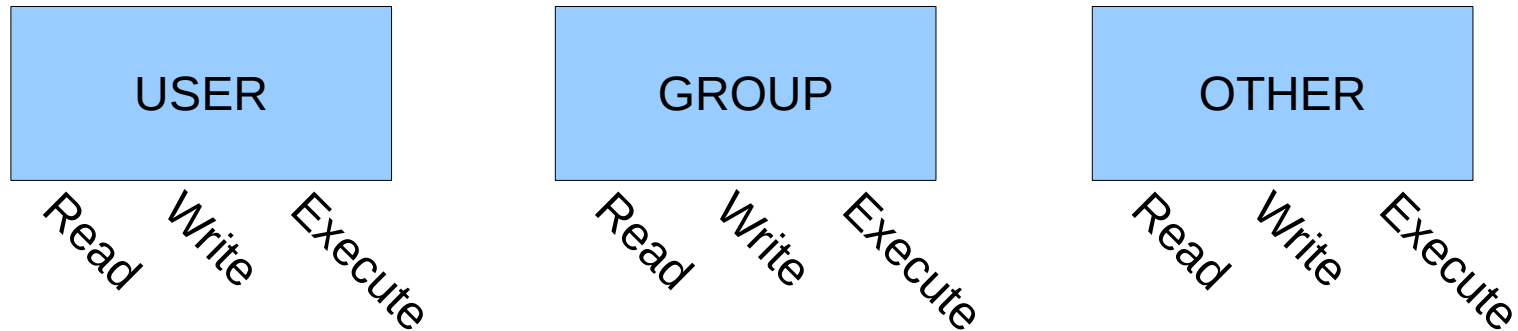 USER GROUP OTHER
Read Write Execute Read Write Execute Read Write Execute